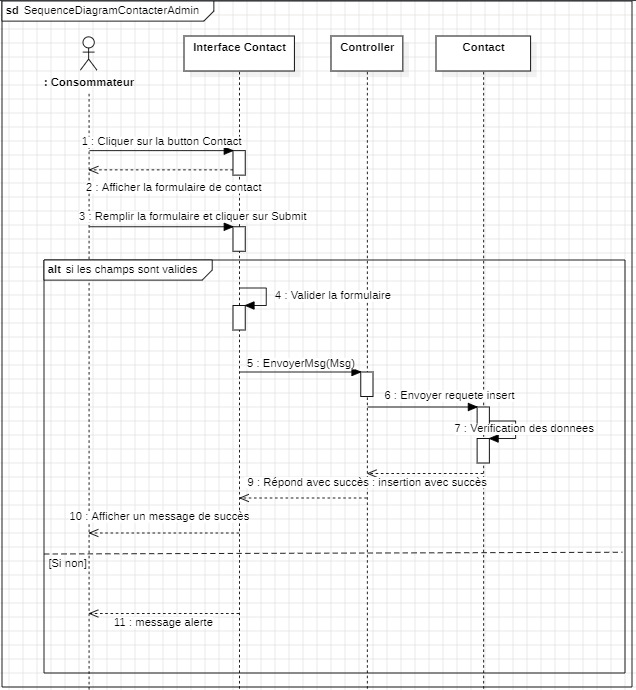 sd SequenceDiagramContacterAdmin
Interface Contact
Controller
Contact
: Consommateur
1 : Cliquer sur la button Contact
2 : Afficher la formulaire de contact
3 : Remplir la formulaire et cliquer sur Submit
alt si les champs sont valides
4 : Valider la formulaire
5 : EnvoyerMsg(Msg)
6 : Envoyer requete insert
7 : Verification des donnees
9 : Répond avec succès : insertion avec succès
10 : Afficher un message de succès
[Si non]
11 : message alerte